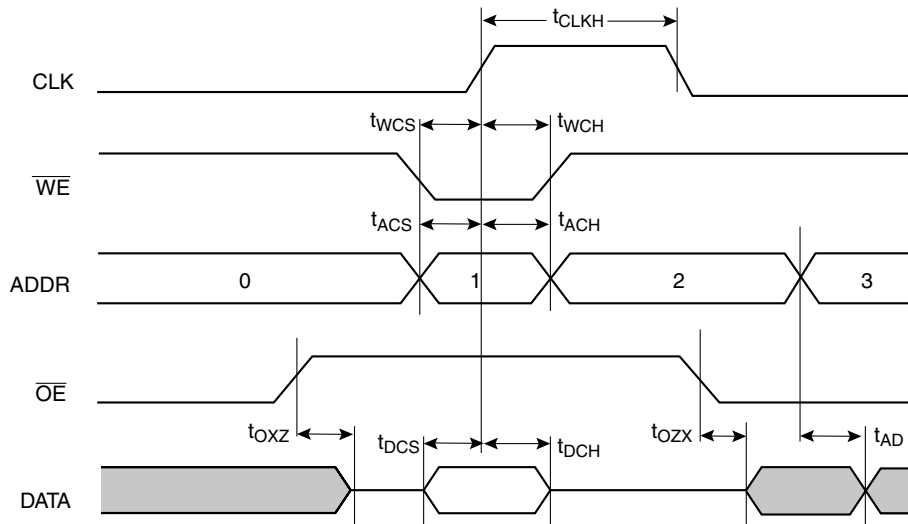 tCLKH
CLK
tWCS tWCH
WE
tACS tACH
ADDR 0 1 2 3
OE
tOXZ tDCS tDCH tOZX tAD
DATA